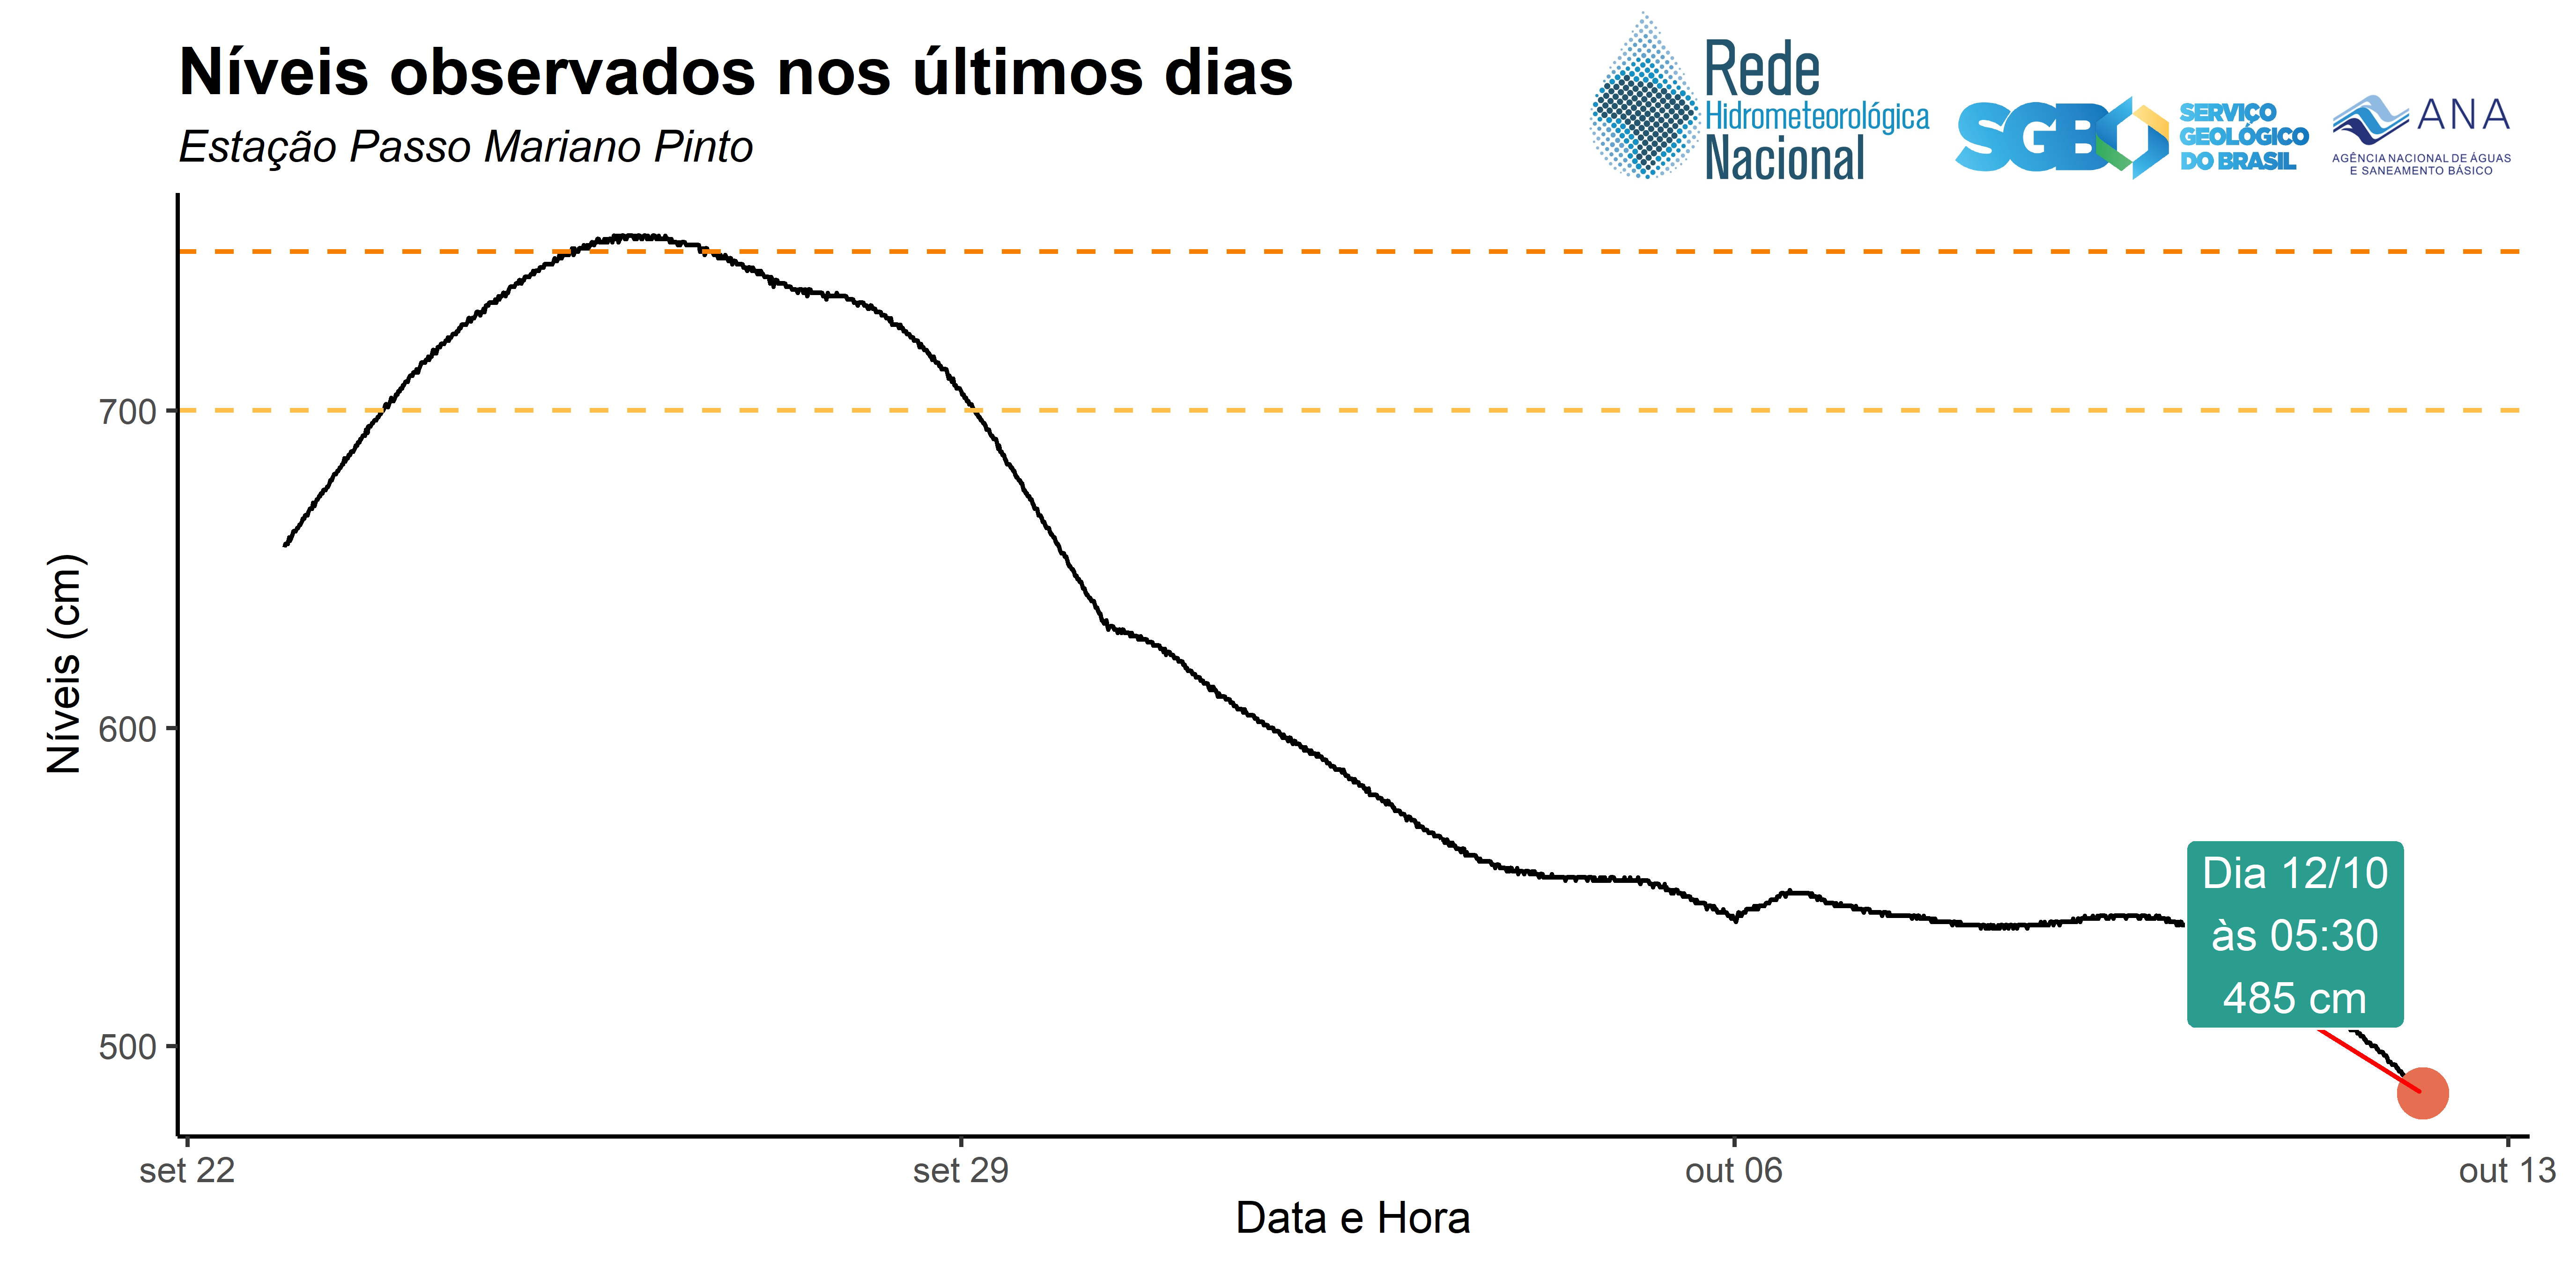 Níveis observados nos últimos dias
Estação Passo Mariano Pinto
Rede
Hidrometeorológica
Nacional
SGB
SERVIÇO
GEOLÓGICO
DO BRASIL
ANA
AGÊNCIA NACIONAL DE ÁGUAS
E SANEAMENTO BÁSICO
Níveis (cm)
700
600
500
Dia 12/10
às 05:30
485 cm
set 22
set 29
out 06
out 13
Data e Hora